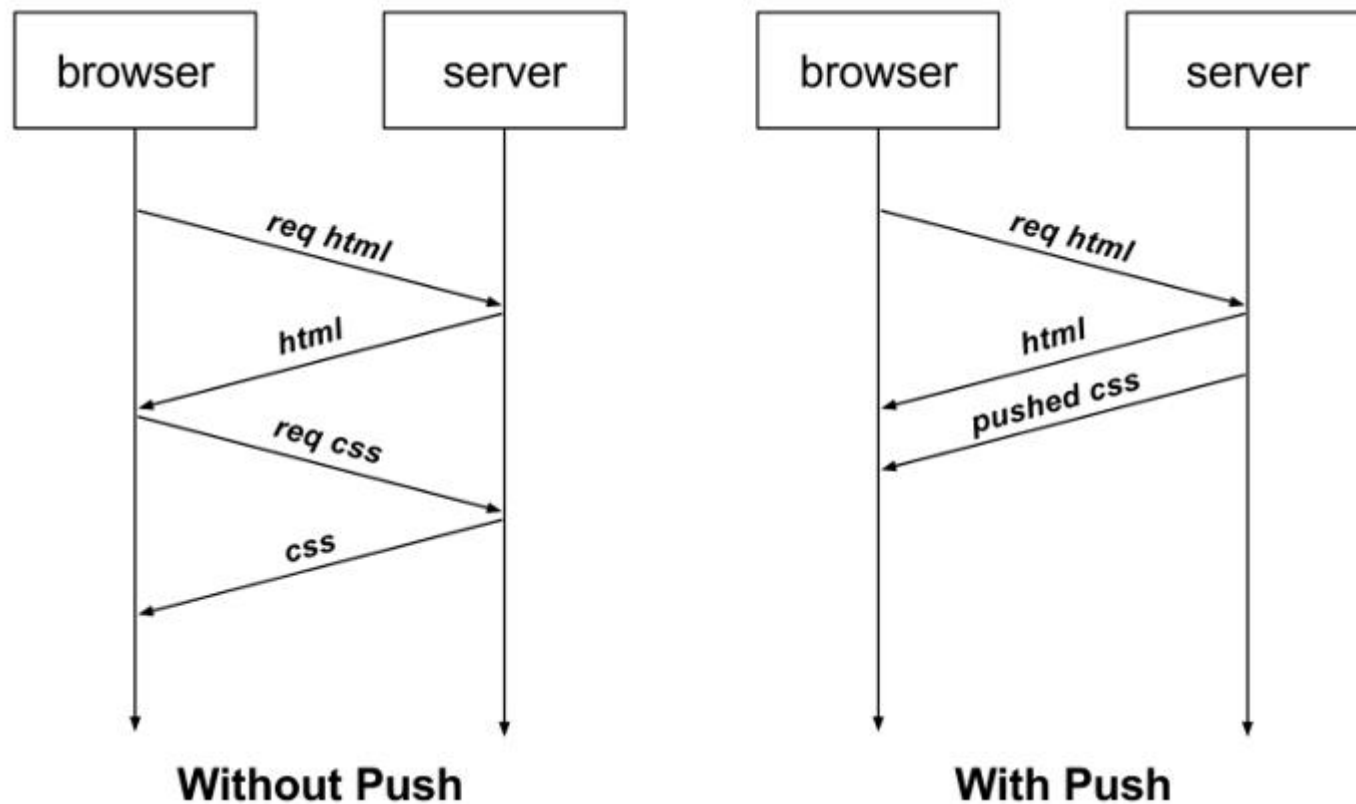 browser
server
req html
html
req css
css
Without Push
browser
server
req html
html
pushed css
With Push